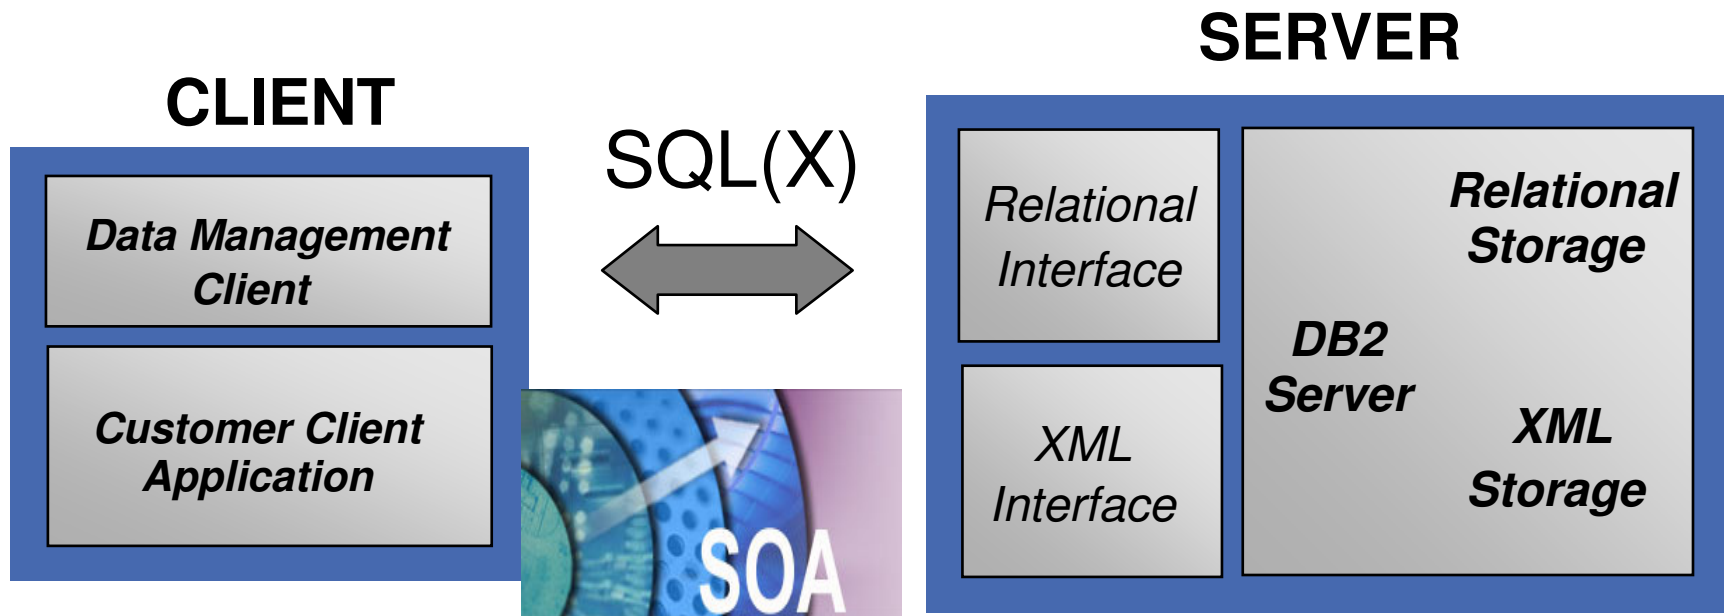 CLIENT
Data Management
Client
Customer Client
Application
SQL(X)
SOA
SERVER
Relational
Interface
XML
Interface
DB2
Server
Relational
Storage
XML
Storage